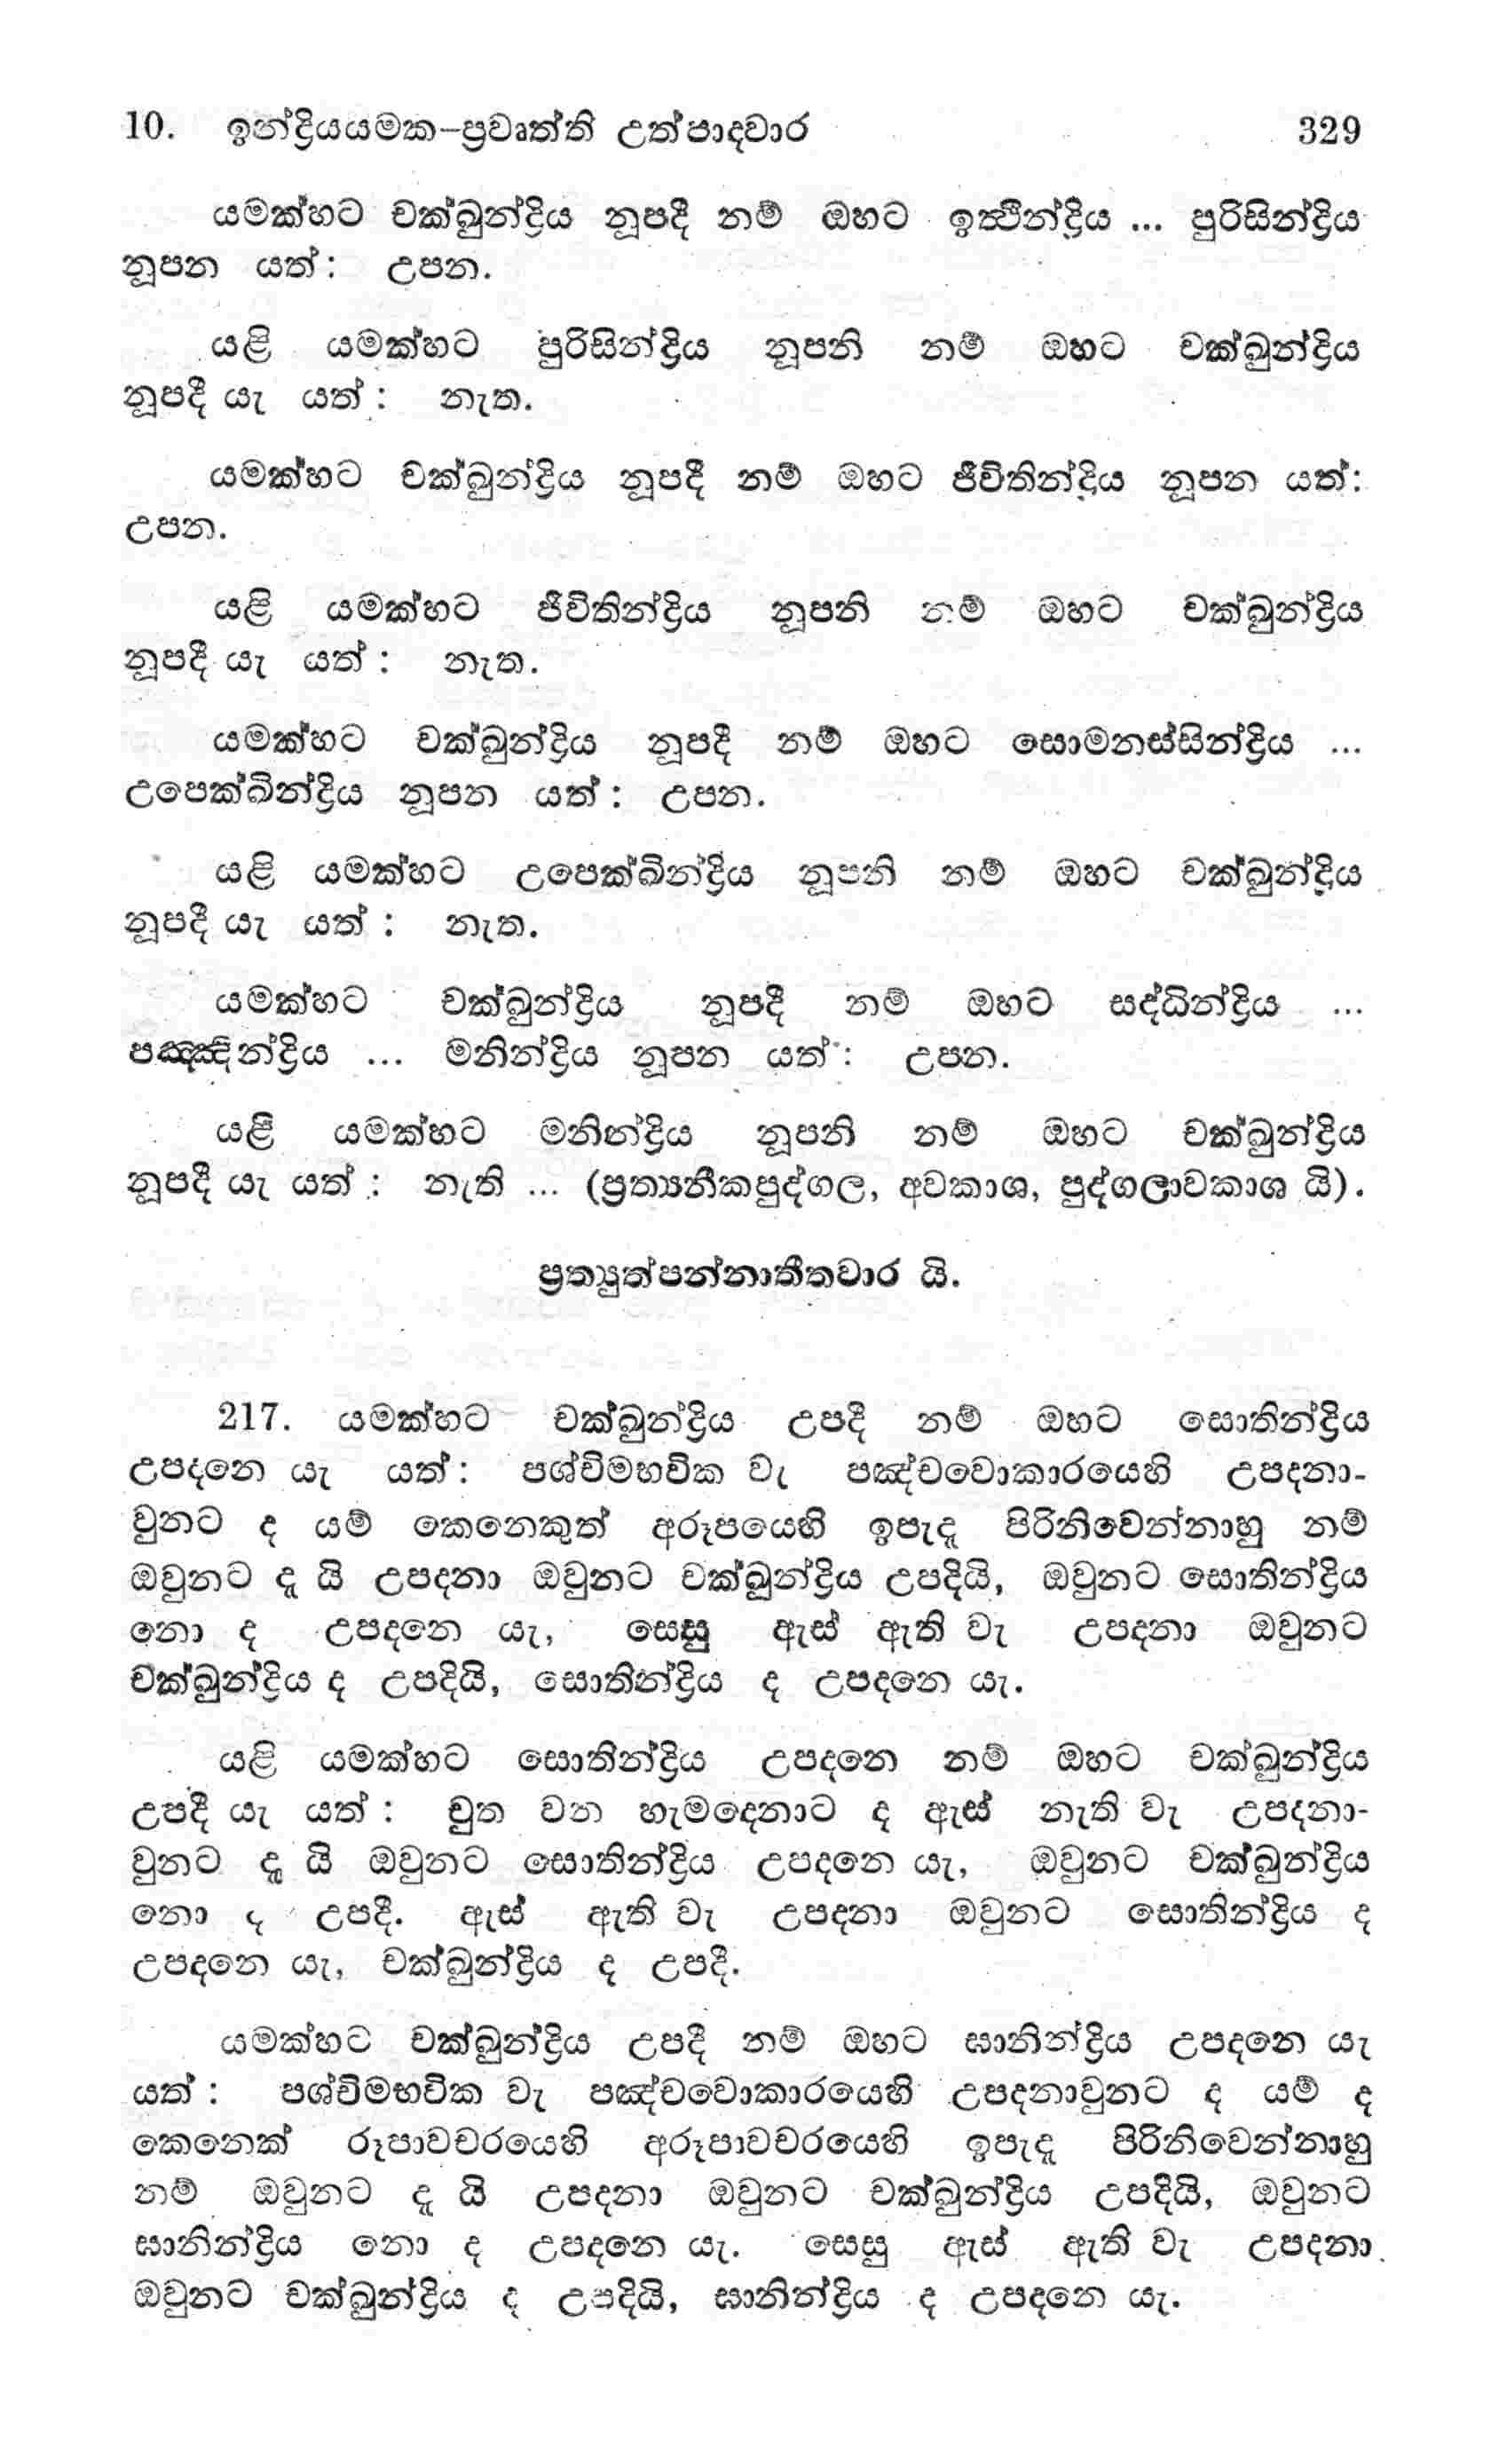 10. ඉන්ද්‍රියයමක-ප්‍රවෘත්ති උත්පාදවාර 329
යමක්හට චක්ඛුන්ද්‍රිය නූපදී නම් ඔහට ඉත්‍ථින්ද්‍රිය ... පුරිසින්ද්‍රිය
නූපන යත්: උපන.
යළි යමක්හට පුරිසින්ද්‍රිය නූපනි නම් ඔහට චක්ඛුන්ද්‍රිය
නූපදී යැ යත්: නැත.
යමක්හට චක්ඛුන්ද්‍රිය නූපදී නම් ඔහට ජීවිතින්ද්‍රිය නූපන යත්:
උපන.
යළි යමක්හට ජීවිතින්ද්‍රිය නූපනි නම් ඔහට චක්ඛුන්ද්‍රිය
නූපදී යැ යත්: නැත.
යමක්හට චක්ඛුන්ද්‍රිය නූපදී නම් ඔහට සොමනස්සින්ද්‍රිය ...
උපෙක්ඛින්ද්‍රිය නූපන යත්: උපන.
යළි යමක්හට උපෙක්ඛින්ද්‍රිය නූපනි නම් ඔහට චක්ඛුන්ද්‍රිය
නූපදී යැ යත්: නැත.
යමක්හට චක්ඛුන්ද්‍රිය නූපදී නම් ඔහට සද්ධින්ද්‍රිය ...
පඤ්ඤින්ද්‍රිය ... මනින්ද්‍රිය නූපන යත්: උපන.
යළි යමක්හට මනින්ද්‍රිය නූපනි නම් ඔහට චක්ඛුන්ද්‍රිය
නූපදී යැ යත්: නැති ... (ප්‍රත්‍යනීකපුද්ගල, අවකාශ, පුද්ගලාවකාශ යි).
ප්‍රත්‍යුත්පන්නාතීතවාර යි.
217. යමක්හට චක්ඛුන්ද්‍රිය උපදී නම් ඔහට සොතින්ද්‍රිය
උපදනෙ යැ යත්: පශ්චිමභවික වැ පඤ්චවොකාරයෙහි උපදනා-
වුනට ද යම් කෙනෙකුත් අරූපයෙහි ඉපැද පිරිනිවෙන්නාහු නම්
ඔවුනට ද යි උපදනා ඔවුනට චක්ඛුන්ද්‍රිය උපදියි, ඔවුනට සොතින්ද්‍රිය
නො ද උපදනෙ යැ, සෙසු ඇස් ඇති වැ උපදනා ඔවුනට
චක්ඛුන්ද්‍රිය ද උපදියි, සොතින්ද්‍රිය ද උපදනෙ යැ.
යළි යමක්හට සොතින්ද්‍රිය උපදනෙ නම් ඔහට චක්ඛුන්ද්‍රිය
උපදී යැ යත්: චුත වන හැමදෙනාට ද ඇස් නැති වැ උපදනා-
වුනට ද යි ඔවුනට සොතින්ද්‍රිය උපදනෙ යැ, ඔවුනට චක්ඛුන්ද්‍රිය
නො ද උපදී. ඇස් ඇති වැ උපදනා ඔවුනට සොතින්ද්‍රිය ද
උපදනෙ යැ, චක්ඛුන්ද්‍රිය ද උපදී.
යමක්හට චක්ඛුන්ද්‍රිය උපදී නම් ඔහට ඝානින්ද්‍රිය උපදනෙ යැ
යත්: පශ්චිමභවික වැ පඤ්චවොකාරයෙහි උපදනාවුනට ද යම් ද
කෙනෙක් රූපාවචරයෙහි අරූපාවචරයෙහි ඉපැද පිරිනිවෙන්නාහු
නම් ඔවුනට ද යි උපදනා ඔවුනට චක්ඛුන්ද්‍රිය උපදියි, ඔවුනට
ඝානින්ද්‍රිය නො ද උපදනෙ යැ. සෙසු ඇස් ඇති වැ උපදනා
ඔවුනට චක්ඛුන්ද්‍රිය ද උපදියි, ඝානින්ද්‍රිය ද උපදනෙ යැ.